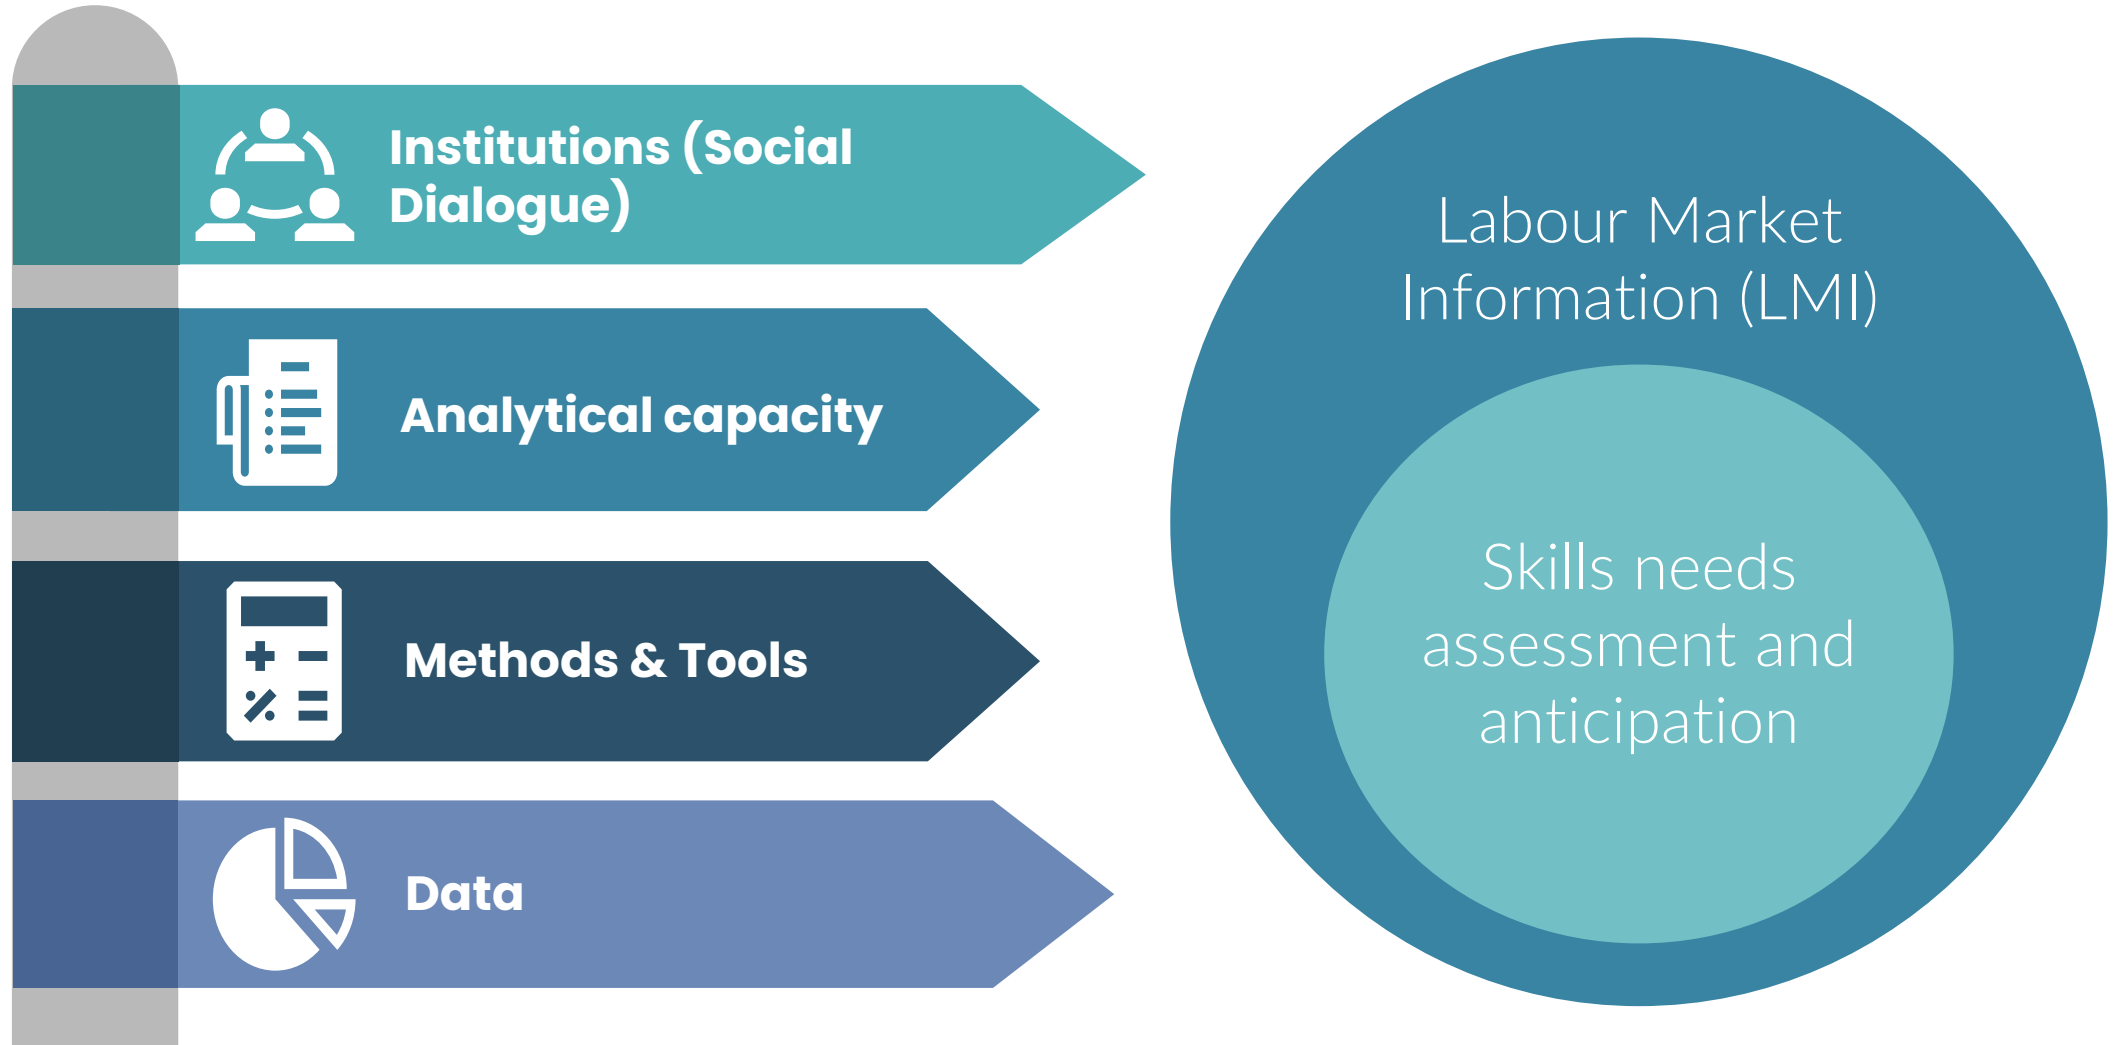 Institutions (Social
Dialogue)
Analytical capacity
Methods & Tools
Data
Labour Market
Information (LMI)
Skills needs
assessment and
anticipation